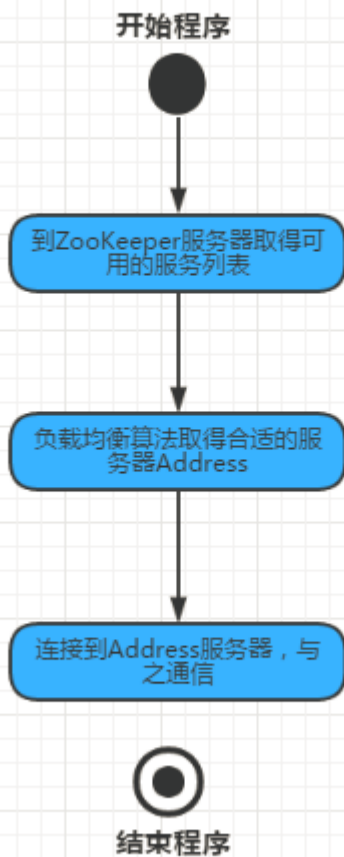 开始程序
到ZooKeeper服务器取得可
用的服务列表
负载均衡算法取得合适的服
务器Address
连接到Address服务器，与
之通信
结束程序